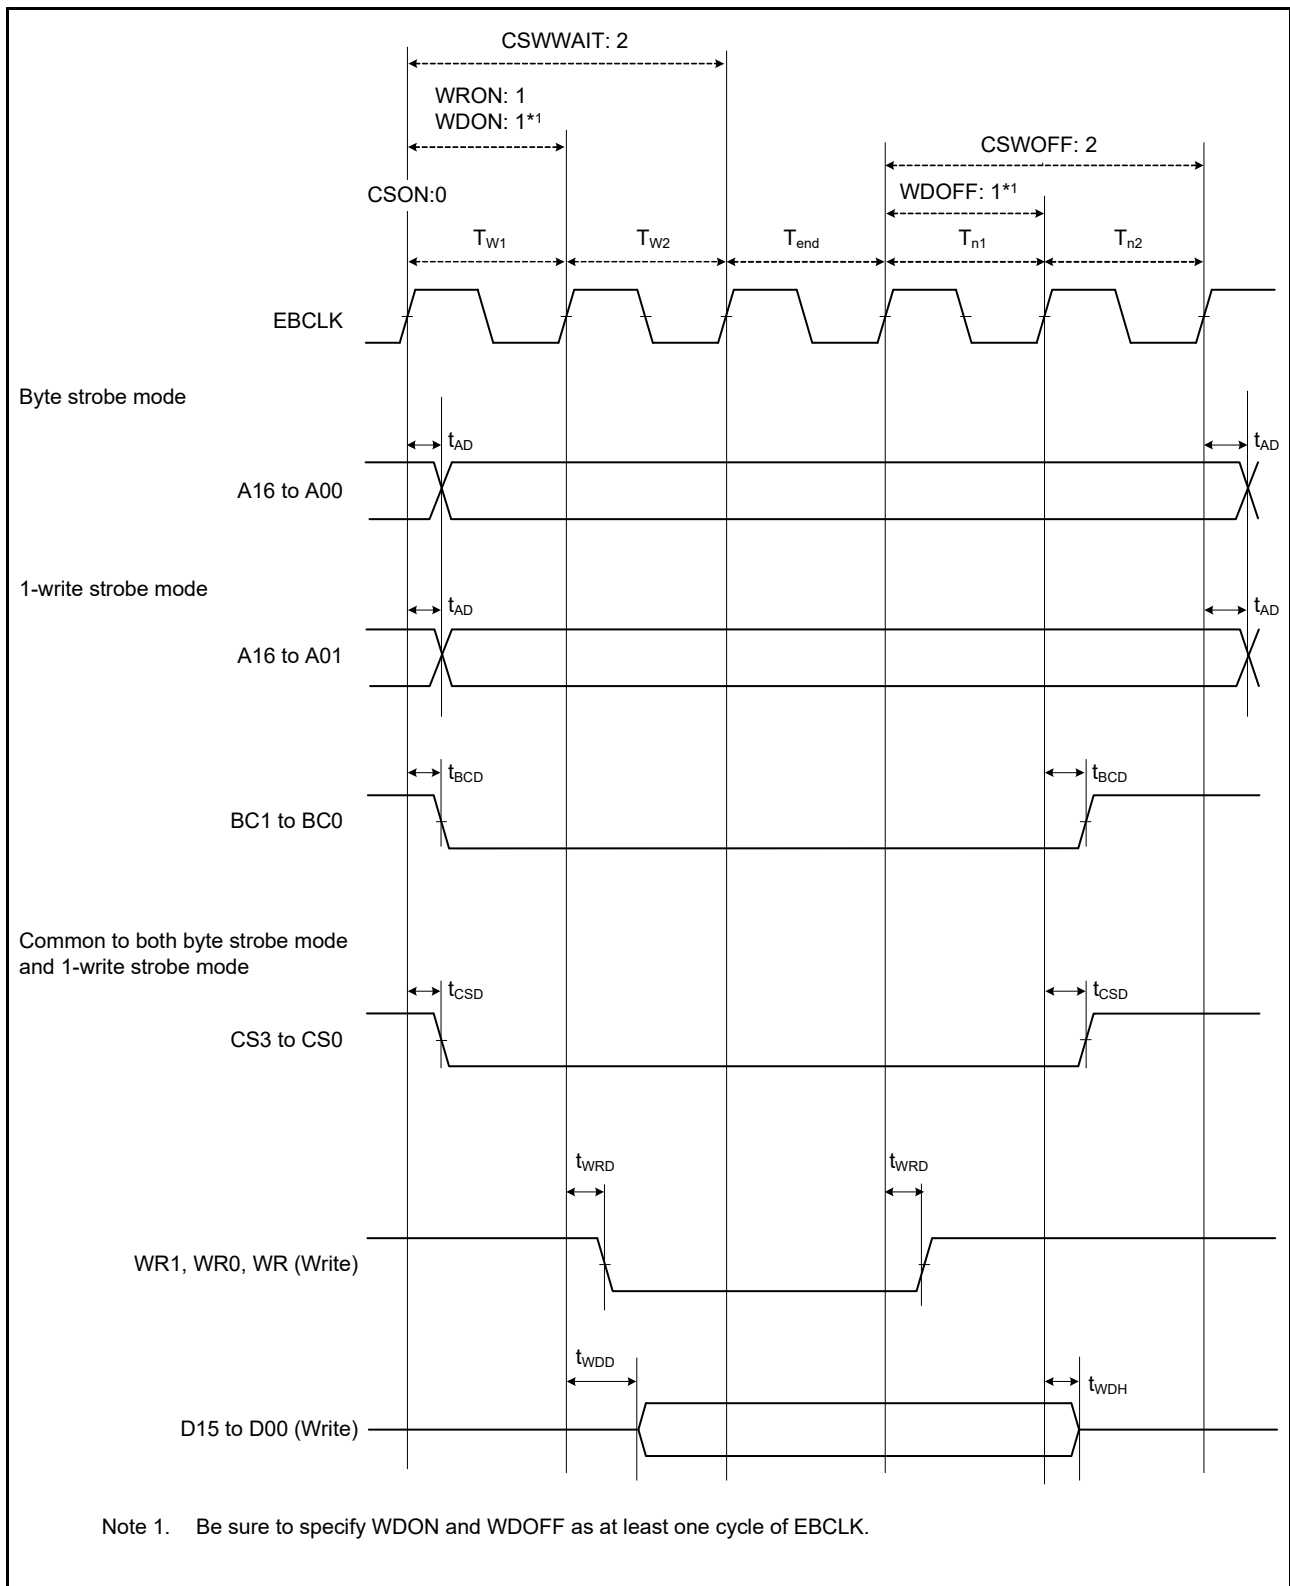 CSWWAIT: 2
WRON: 1
WDON: 1*1
CSWOFF: 2
WDOFF: 1*1
CSON:0
TW1 TW2 Tend Tn1 Tn2
EBCLK
Byte strobe mode
tAD tAD
A16 to A00
1-write strobe mode
tAD tAD
A16 to A01
tBCD tBCD
BC1 to BC0
Common to both byte strobe mode
and 1-write strobe mode
tCSD tCSD
CS3 to CS0
tWRD tWRD
WR1, WR0, WR (Write)
tWDD
tWDH
D15 to D00 (Write)
Note 1. Be sure to specify WDON and WDOFF as at least one cycle of EBCLK.